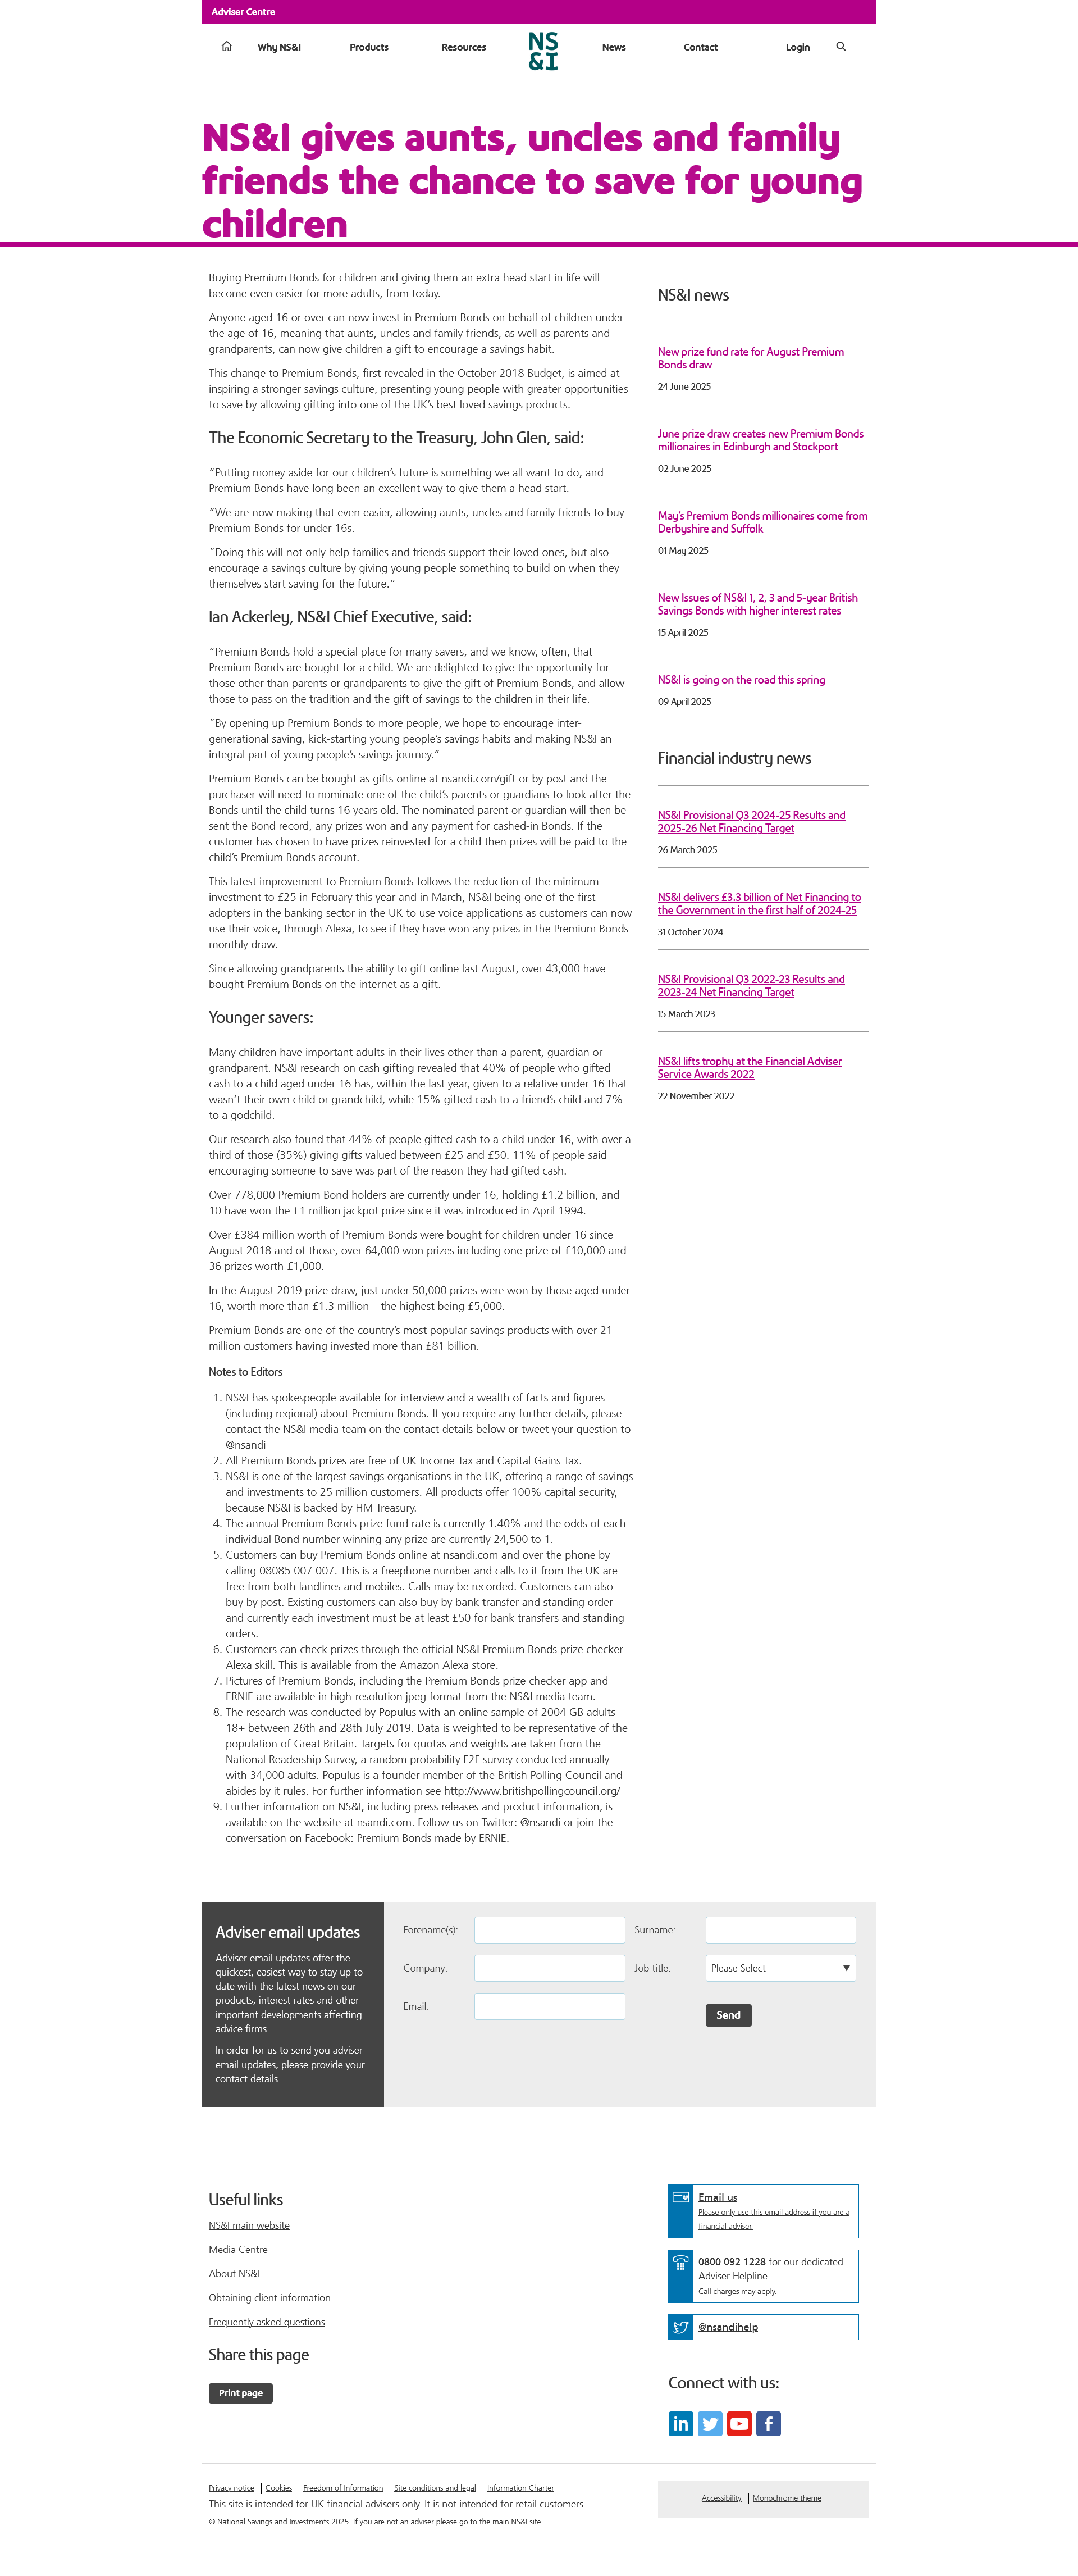 Adviser Centre
Why NS&I
Products
Resources
NS
&I
News
Contact
Login
NS&I gives aunts, uncles and family
friends the chance to save for young
children
Buying Premium Bonds for children and giving them an extra head start in life will
become even easier for more adults, from today.
Anyone aged 16 or over can now invest in Premium Bonds on behalf of children under
the age of 16, meaning that aunts, uncles and family friends, as well as parents and
grandparents, can now give children a gift to encourage a savings habit.
This change to Premium Bonds, first revealed in the October 2018 Budget, is aimed at
inspiring a stronger savings culture, presenting young people with greater opportunities
to save by allowing gifting into one of the UK's best loved savings products.
The Economic Secretary to the Treasury, John Glen, said:
"Putting money aside for our children's future is something we all want to do, and
Premium Bonds have long been an excellent way to give them a head start.
"We are now making that even easier, allowing aunts, uncles and family friends to buy
Premium Bonds for under 16s.
"Doing this will not only help families and friends support their loved ones, but also
encourage a savings culture by giving young people something to build on when they
themselves start saving for the future."
Ian Ackerley, NS&I Chief Executive, said:
"Premium Bonds hold a special place for many savers, and we know, often, that
Premium Bonds are bought for a child. We are delighted to give the opportunity for
those other than parents or grandparents to give the gift of Premium Bonds, and allow
those to pass on the tradition and the gift of savings to the children in their life.
"By opening up Premium Bonds to more people, we hope to encourage inter-
generational saving, kick-starting young people's savings habits and making NS&I an
integral part of young people's savings journey."
Premium Bonds can be bought as gifts online at nsandi.com/gift or by post and the
purchaser will need to nominate one of the child's parents or guardians to look after the
Bonds until the child turns 16 years old. The nominated parent or guardian will then be
sent the Bond record, any prizes won and any payment for cashed-in Bonds. If the
customer has chosen to have prizes reinvested for a child then prizes will be paid to the
child's Premium Bonds account.
This latest improvement to Premium Bonds follows the reduction of the minimum
investment to £25 in February this year and in March, NS&I being one of the first
adopters in the banking sector in the UK to use voice applications as customers can now
use their voice, through Alexa, to see if they have won any prizes in the Premium Bonds
monthly draw.
Since allowing grandparents the ability to gift online last August, over 43,000 have
bought Premium Bonds on the internet as a gift.
Younger savers:
Many children have important adults in their lives other than a parent, guardian or
grandparent. NS&I research on cash gifting revealed that 40% of people who gifted
cash to a child aged under 16 has, within the last year, given to a relative under 16 that
wasn't their own child or grandchild, while 15% gifted cash to a friend's child and 7%
to a godchild.
Our research also found that 44% of people gifted cash to a child under 16, with over a
third of those (35%) giving gifts valued between £25 and £50. 11% of people said
encouraging someone to save was part of the reason they had gifted cash.
Over 778,000 Premium Bond holders are currently under 16, holding £1.2 billion, and
10 have won the £1 million jackpot prize since it was introduced in April 1994.
Over £384 million worth of Premium Bonds were bought for children under 16 since
August 2018 and of those, over 64,000 won prizes including one prize of £10,000 and
36 prizes worth £1,000.
In the August 2019 prize draw, just under 50,000 prizes were won by those aged under
16, worth more than £1.3 million – the highest being £5,000.
Premium Bonds are one of the country's most popular savings products with over 21
million customers having invested more than £81 billion.
Notes to Editors
1. NS&I has spokespeople available for interview and a wealth of facts and figures
(including regional) about Premium Bonds. If you require any further details, please
contact the NS&I media team on the contact details below or tweet your question to
@nsandi
2. All Premium Bonds prizes are free of UK Income Tax and Capital Gains Tax.
3. NS&I is one of the largest savings organisations in the UK, offering a range of savings
and investments to 25 million customers. All products offer 100% capital security,
because NS&I is backed by HM Treasury.
4. The annual Premium Bonds prize fund rate is currently 1.40% and the odds of each
individual Bond number winning any prize are currently 24,500 to 1.
5. Customers can buy Premium Bonds online at nsandi.com and over the phone by
calling 08085 007 007. This is a freephone number and calls to it from the UK are
free from both landlines and mobiles. Calls may be recorded. Customers can also
buy by post. Existing customers can also buy by bank transfer and standing order
and currently each investment must be at least £50 for bank transfers and standing
orders.
6. Customers can check prizes through the official NS&I Premium Bonds prize checker
Alexa skill. This is available from the Amazon Alexa store.
7. Pictures of Premium Bonds, including the Premium Bonds prize checker app and
ERNIE are available in high-resolution jpeg format from the NS&I media team.
8. The research was conducted by Populus with an online sample of 2004 GB adults
18+ between 26th and 28th July 2019. Data is weighted to be representative of the
population of Great Britain. Targets for quotas and weights are taken from the
National Readership Survey, a random probability F2F survey conducted annually
with 34,000 adults. Populus is a founder member of the British Polling Council and
abides by it rules. For further information see http://www.britishpollingcouncil.org/
9. Further information on NS&I, including press releases and product information, is
available on the website at nsandi.com. Follow us on Twitter: @nsandi or join the
conversation on Facebook: Premium Bonds made by ERNIE.
NS&I news
New prize fund rate for August Premium
Bonds draw
24 June 2025
June prize draw creates new Premium Bonds
millionaires in Edinburgh and Stockport
02 June 2025
May's Premium Bonds millionaires come from
Derbyshire and Suffolk
01 May 2025
New Issues of NS&I 1, 2, 3 and 5-year British
Savings Bonds with higher interest rates
15 April 2025
NS&I is going on the road this spring
09 April 2025
Financial industry news
NS&I Provisional Q3 2024-25 Results and
2025-26 Net Financing Target
26 March 2025
NS&I delivers £3.3 billion of Net Financing to
the Government in the first half of 2024-25
31 October 2024
NS&I Provisional Q3 2022-23 Results and
2023-24 Net Financing Target
15 March 2023
NS&I lifts trophy at the Financial Adviser
Service Awards 2022
22 November 2022
Adviser email updates
Adviser email updates offer the
quickest, easiest way to stay up to
date with the latest news on our
products, interest rates and other
important developments affecting
advice firms.
In order for us to send you adviser
email updates, please provide your
contact details.
Forename(s):
Surname:
Company:
Job title:
Please Select
Email:
Send
Useful links
NS&I main website
Media Centre
About NS&I
Obtaining client information
Frequently asked questions
Share this page
Print page
Email us
Please only use this email address if you are a
financial adviser.
0800 092 1228 for our dedicated
Adviser Helpline.
Call charges may apply.
@nsandihelp
Connect with us:
Privacy notice
Cookies
Freedom of Information
Site conditions and legal
Information Charter
This site is intended for UK financial advisers only. It is not intended for retail customers.
© National Savings and Investments 2025. If you are not an adviser please go to the main NS&I site.
Accessibility
Monochrome theme